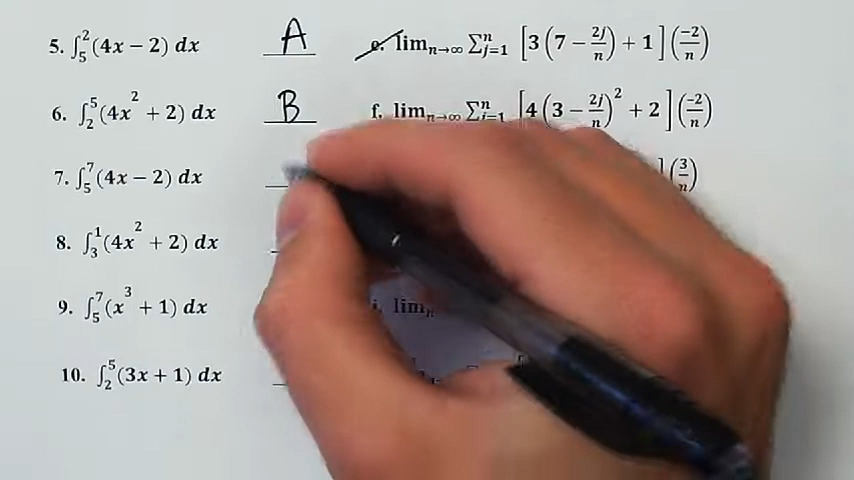 5. ∫₅²(4x − 2) dx A e. lim_{n→∞} ∑ⁿ_{j=1} [3(7 − 2j/n) + 1](−2/n)
6. ∫₂⁵(4x² + 2) dx B f. lim_{n→∞} ∑ⁿ_{j=1} [4(3 − 2j/n)² + 2](−2/n)
7. ∫₅⁷(4x − 2) dx ](3/n)
8. ∫₃¹(4x² + 2) dx
9. ∫₅⁷(x³ + 1) dx i. lim
10. ∫₂⁵(3x + 1) dx